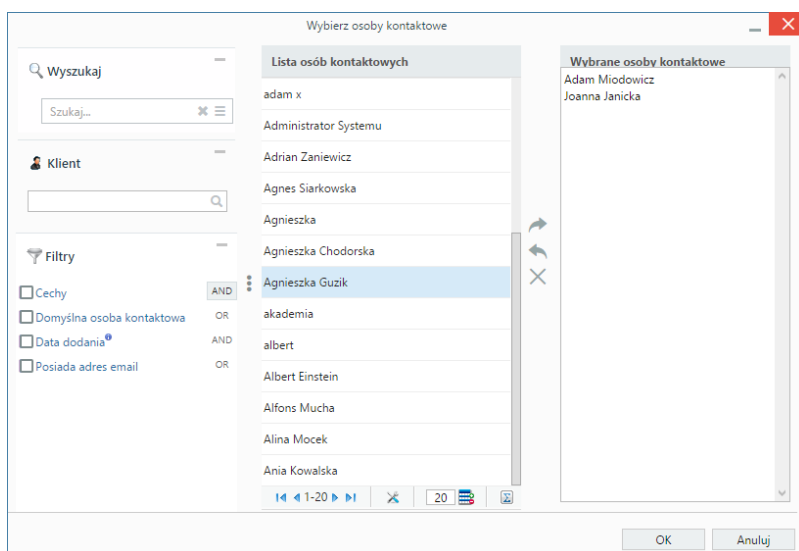 Wybierz osoby kontaktowe
Wyszukaj
Szukaj...
Klient
Filtry
Cechy AND
Domyślna osoba kontaktowa OR
Data dodania AND
Posiada adres email OR
Lista osób kontaktowych
adam x
Administrator Systemu
Adrian Zaniewicz
Agnes Siarkowska
Agnieszka
Agnieszka Chodorska
Agnieszka Guzik
akademia
albert
Albert Einstein
Alfons Mucha
Alina Mocek
Ania Kowalska
1-20 20
Wybrane osoby kontaktowe
Adam Miodowicz
Joanna Janicka
OK Anuluj